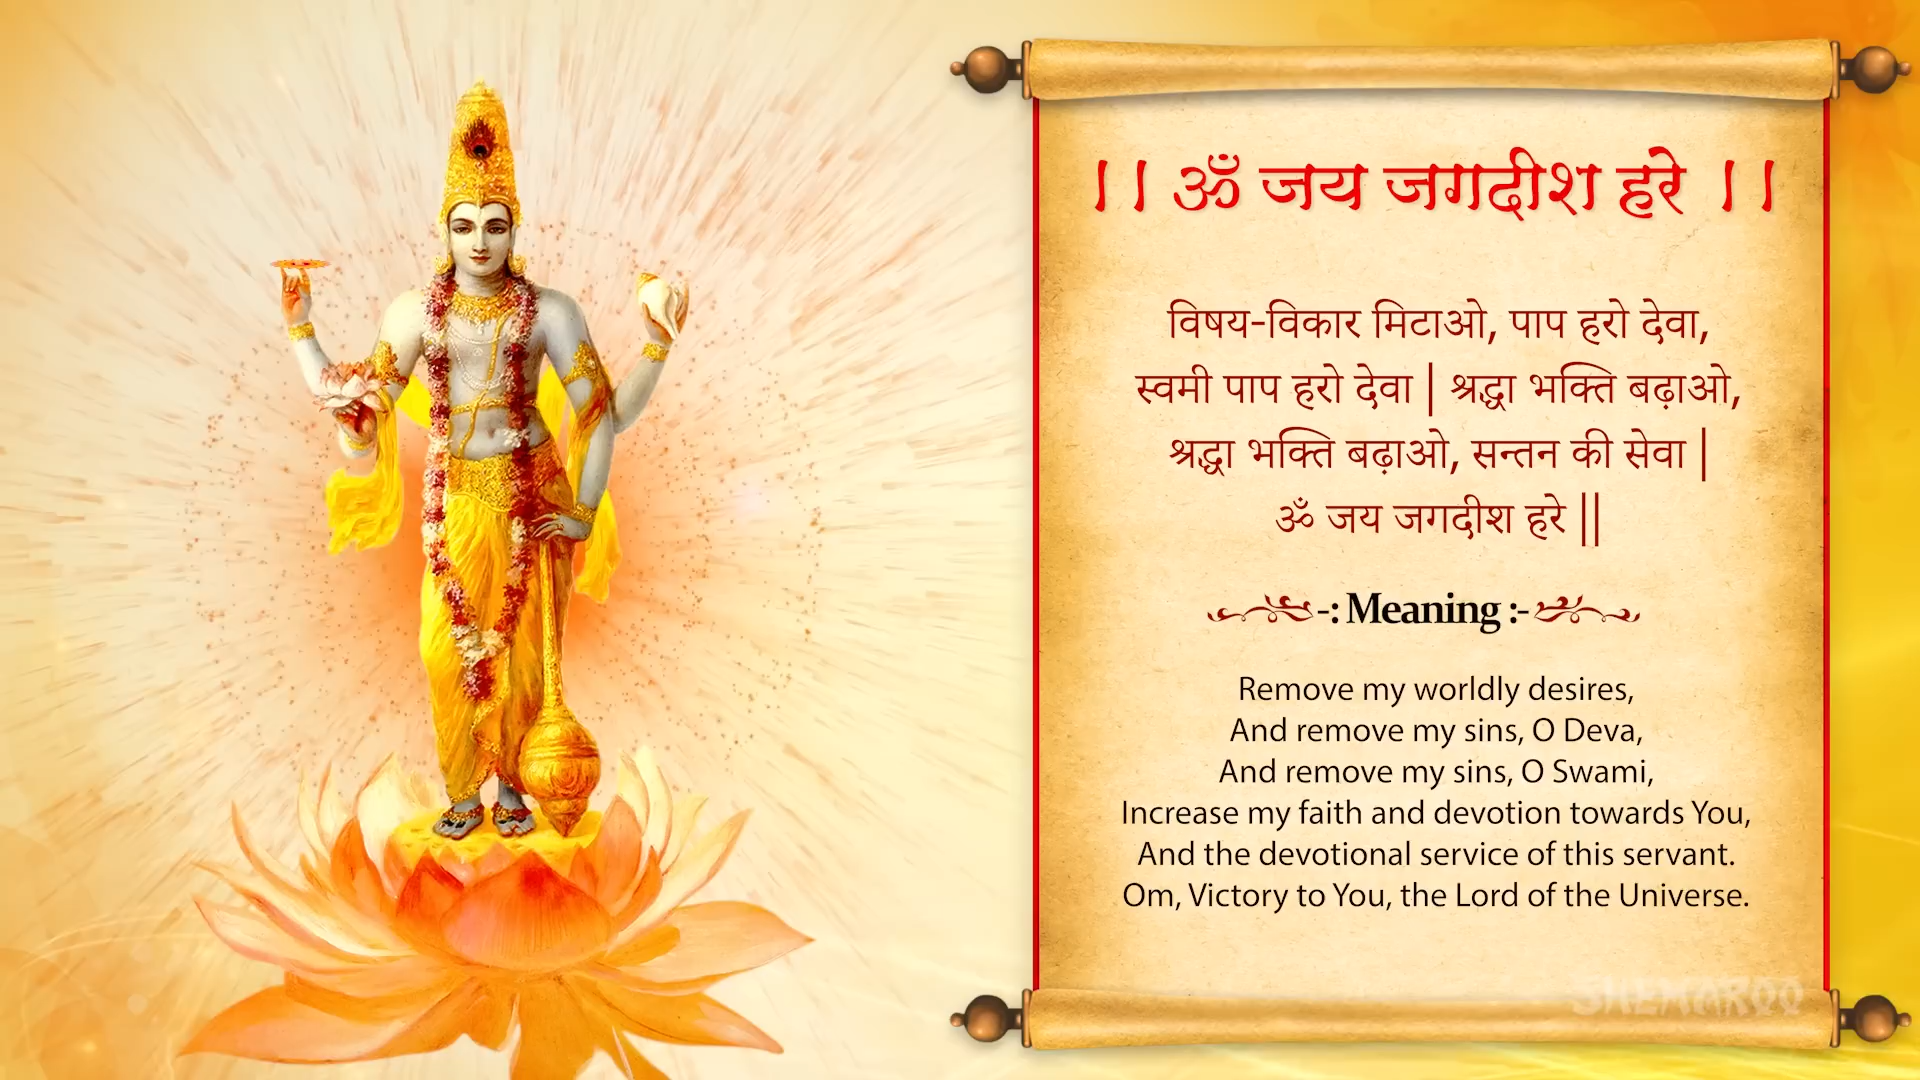 ।। ॐ जय जगदीश हरे ।।
विषय-विकार मिटाओ, पाप हरो देवा,
स्वमी पाप हरो देवा | श्रद्धा भक्ति बढ़ाओ,
श्रद्धा भक्ति बढ़ाओ, सन्तन की सेवा |
ॐ जय जगदीश हरे ||
-: Meaning :-
Remove my worldly desires,
And remove my sins, O Deva,
And remove my sins, O Swami,
Increase my faith and devotion towards You,
And the devotional service of this servant.
Om, Victory to You, the Lord of the Universe.
SHEMAROO